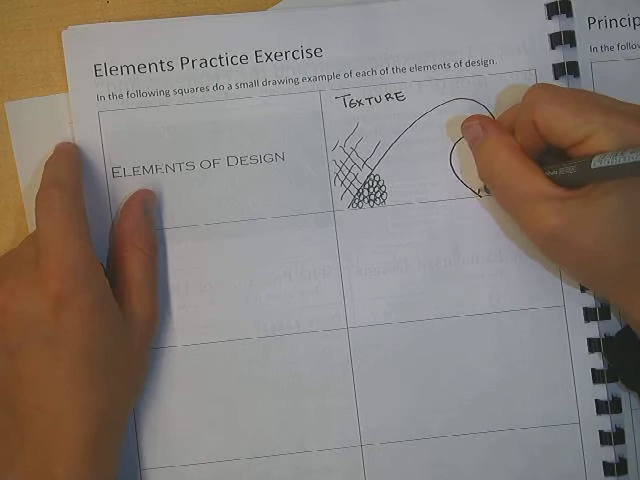 Elements Practice Exercise
In the following squares do a small drawing example of each of the elements of design.
TEXTURE
ELEMENTS OF DESIGN
Princip
In the follow